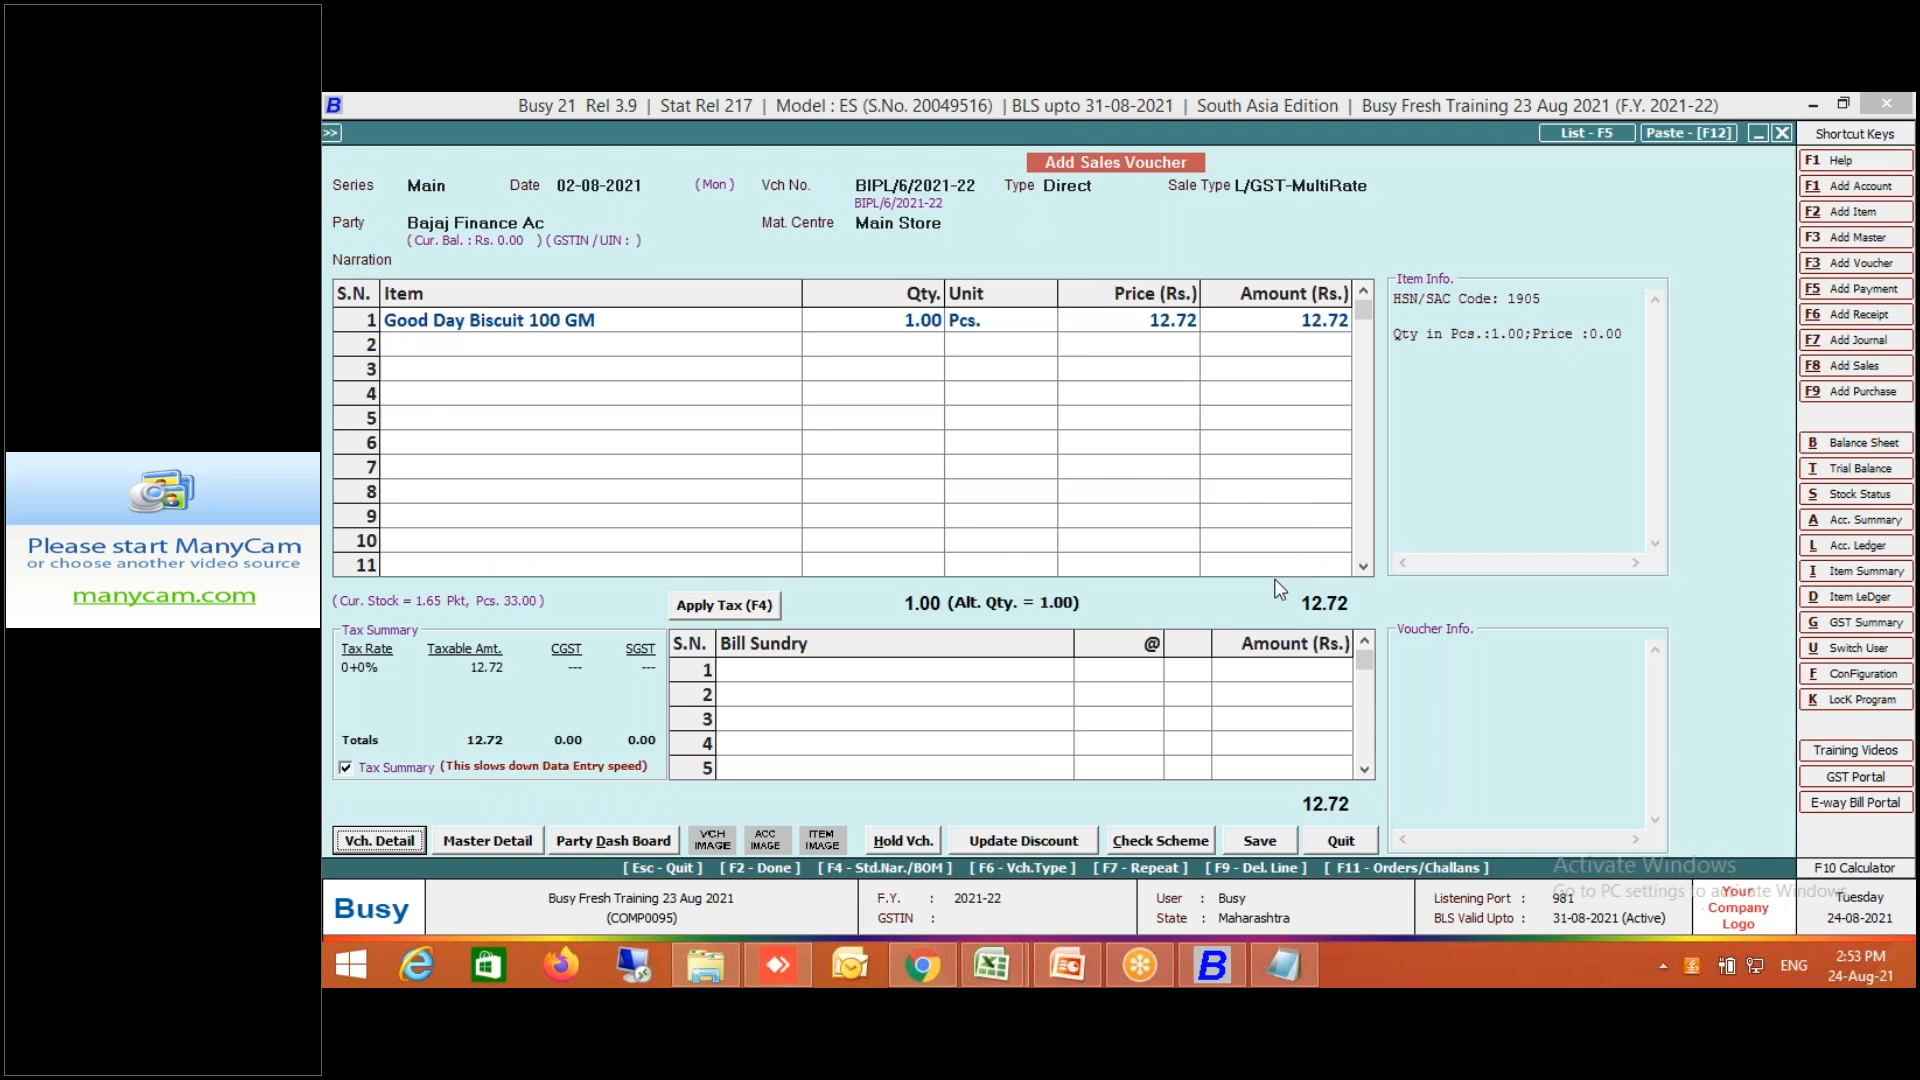 B Busy 21 Rel 3.9 | Stat Rel 217 | Model : ES (S.No. 20049516) | BLS upto 31-08-2021 | South Asia Edition | Busy Fresh Training 23 Aug 2021 (F.Y. 2021-22)
>> List - F5 Paste - [F12]
Add Sales Voucher
Series Main Date 02-08-2021 ( Mon ) Vch No. BIPL/6/2021-22 Type Direct Sale Type L/GST-MultiRate
BIPL/6/2021-22
Party Bajaj Finance Ac Mat. Centre Main Store
( Cur. Bal. : Rs. 0.00 ) ( GSTIN / UIN : )
Narration
S.N. Item Qty. Unit Price (Rs.) Amount (Rs.)
1 Good Day Biscuit 100 GM 1.00 Pcs. 12.72 12.72
2
3
4
5
6
7
8
9
10
11
Item Info.
HSN/SAC Code: 1905
Qty in Pcs.:1.00;Price :0.00
( Cur. Stock = 1.65 Pkt, Pcs. 33.00 ) Apply Tax (F4) 1.00 (Alt. Qty. = 1.00) 12.72
Tax Summary
Tax Rate Taxable Amt. CGST SGST
0+0% 12.72 --- ---
Totals 12.72 0.00 0.00
Tax Summary (This slows down Data Entry speed)
S.N. Bill Sundry @ Amount (Rs.)
1
2
3
4
5
12.72
Voucher Info.
Vch. Detail Master Detail Party Dash Board VCH IMAGE ACC IMAGE ITEM IMAGE Hold Vch. Update Discount Check Scheme Save Quit
[ Esc - Quit ] [ F2 - Done ] [ F4 - Std.Nar./BOM ] [ F6 - Vch.Type ] [ F7 - Repeat ] [ F9 - Del. Line ] [ F11 - Orders/Challans ]
Shortcut Keys
F1 Help
F1 Add Account
F2 Add Item
F3 Add Master
F3 Add Voucher
F5 Add Payment
F6 Add Receipt
F7 Add Journal
F8 Add Sales
F9 Add Purchase
B Balance Sheet
T Trial Balance
S Stock Status
A Acc. Summary
L Acc. Ledger
I Item Summary
D Item LeDger
G GST Summary
U Switch User
F ConFiguration
K LocK Program
Training Videos
GST Portal
E-way Bill Portal
F10 Calculator
Activate Windows
Go to PC settings to activate Windows.
Busy
Busy Fresh Training 23 Aug 2021
(COMP0095)
F.Y. : 2021-22
GSTIN :
User : Busy
State : Maharashtra
Listening Port : 981
BLS Valid Upto : 31-08-2021 (Active)
Your
Company
Logo
Tuesday
24-08-2021
ENG
2:53 PM
24-Aug-21
Please start ManyCam
or choose another video source
manycam.com